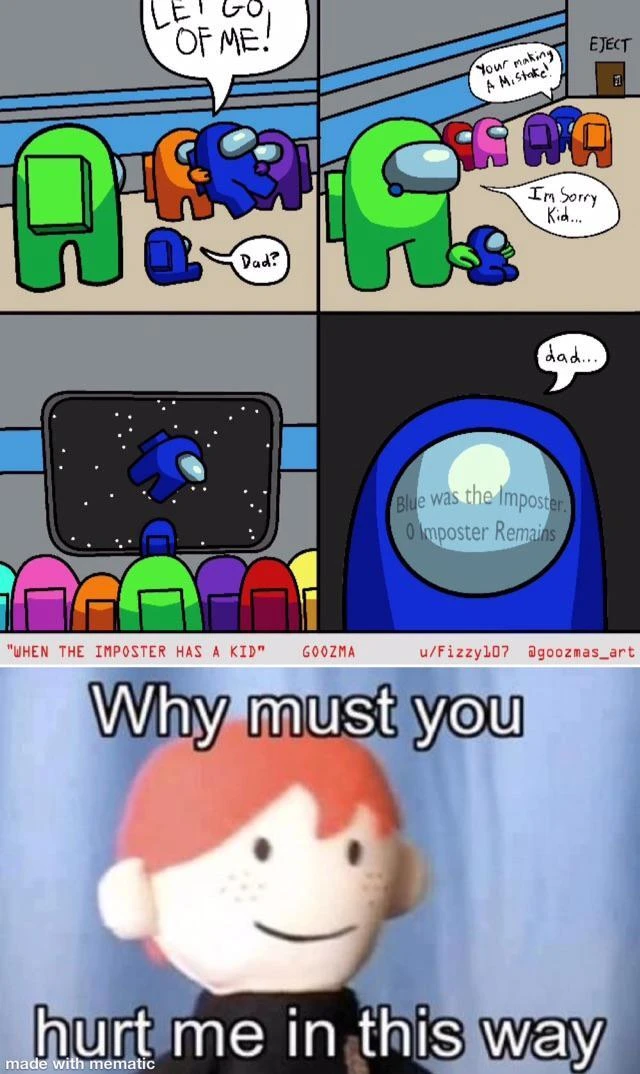 LET GO
OF ME!
Dad?
Your making
A Mistake!
EJECT
Im Sorry
Kid...
dad...
Blue was the Imposter.
0 Imposter Remains
"WHEN THE IMPOSTER HAS A KID" GOOZMA u/Fizzy107 @goozmas_art
Why must you
hurt me in this way
made with mematic